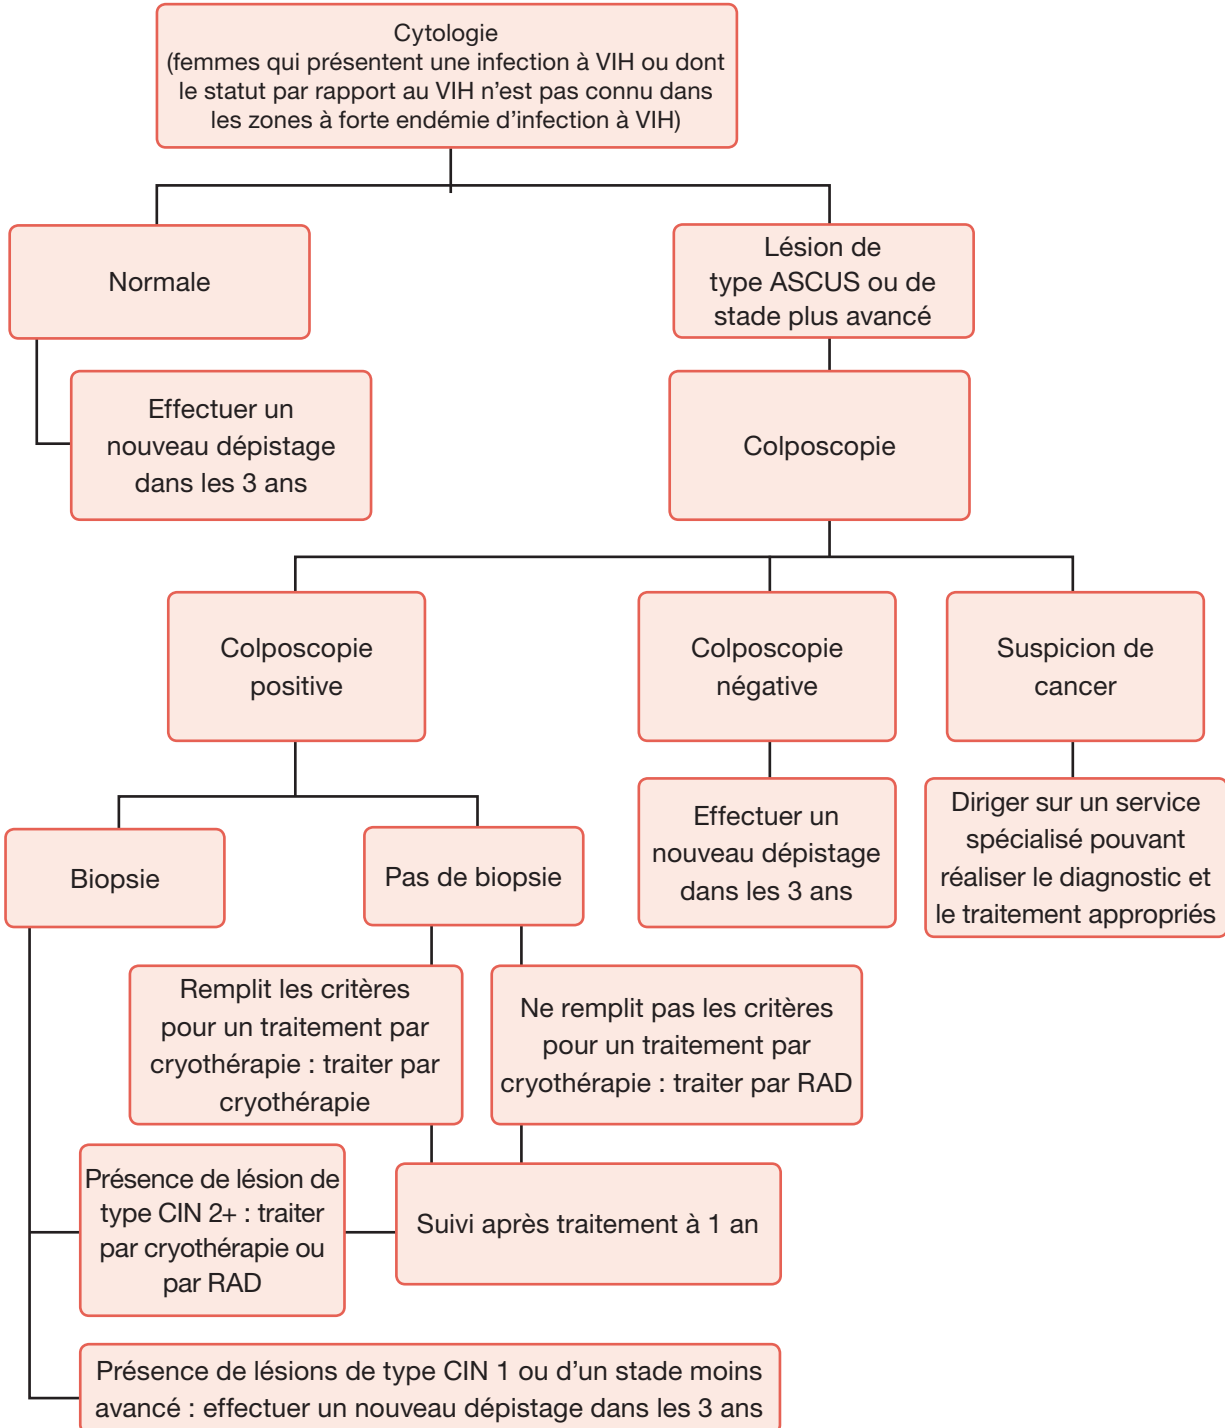 Cytologie
(femmes qui présentent une infection à VIH ou dont
le statut par rapport au VIH n’est pas connu dans
les zones à forte endémie d’infection à VIH)
Normale
Lésion de
type ASCUS ou de
stade plus avancé
Effectuer un
nouveau dépistage
dans les 3 ans
Colposcopie
Colposcopie
positive
Colposcopie
négative
Suspicion de
cancer
Effectuer un
nouveau dépistage
dans les 3 ans
Diriger sur un service
spécialisé pouvant
réaliser le diagnostic et
le traitement appropriés
Biopsie
Pas de biopsie
Remplit les critères
pour un traitement par
cryothérapie : traiter par
cryothérapie
Ne remplit pas les critères
pour un traitement par
cryothérapie : traiter par RAD
Présence de lésion de
type CIN 2+ : traiter
par cryothérapie ou
par RAD
Suivi après traitement à 1 an
Présence de lésions de type CIN 1 ou d’un stade moins
avancé : effectuer un nouveau dépistage dans les 3 ans